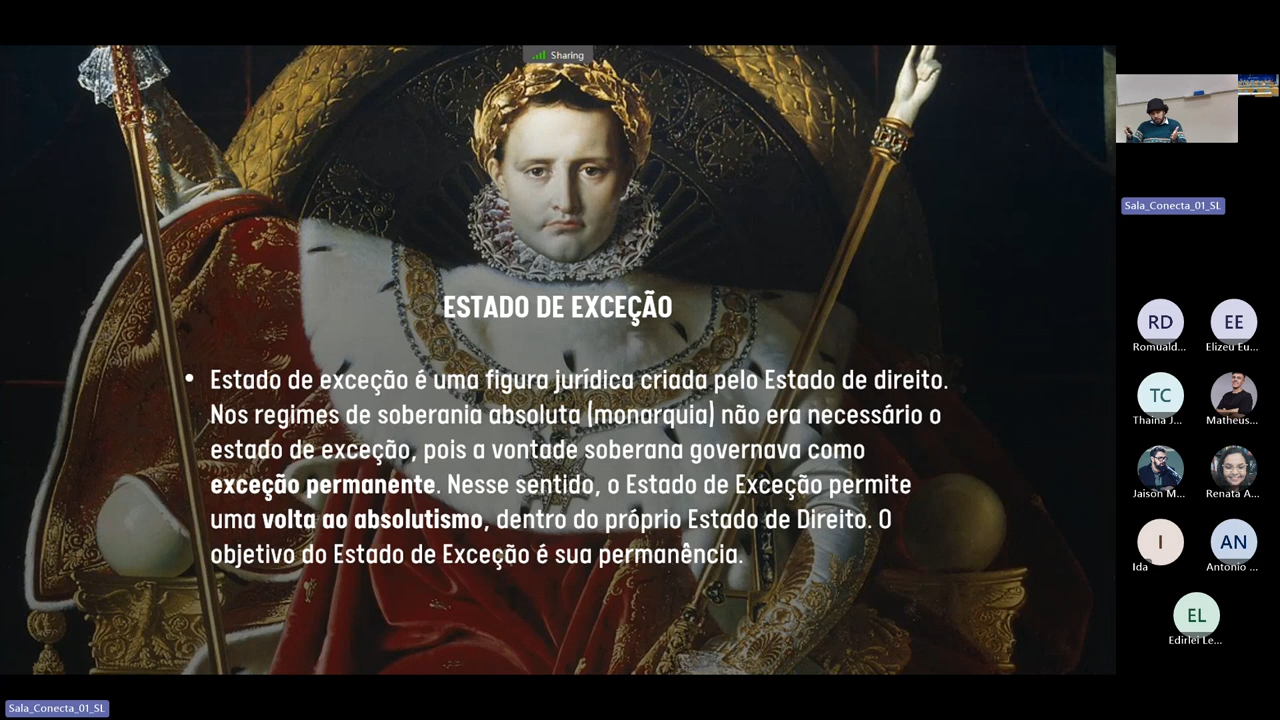 Sharing
ESTADO DE EXCEÇÃO
• Estado de exceção é uma figura jurídica criada pelo Estado de direito.
Nos regimes de soberania absoluta (monarquia) não era necessário o
estado de exceção, pois a vontade soberana governava como
exceção permanente. Nesse sentido, o Estado de Exceção permite
uma volta ao absolutismo, dentro do próprio Estado de Direito. O
objetivo do Estado de Exceção é sua permanência.
Sala_Conecta_01_SL
RD
EE
Romuald...
Elizeu Eu...
TC
Thaina J...
Matheus...
Jaison M...
Renata A...
I
AN
Ida
Antonio ...
EL
Edirlei Le...
Sala_Conecta_01_SL